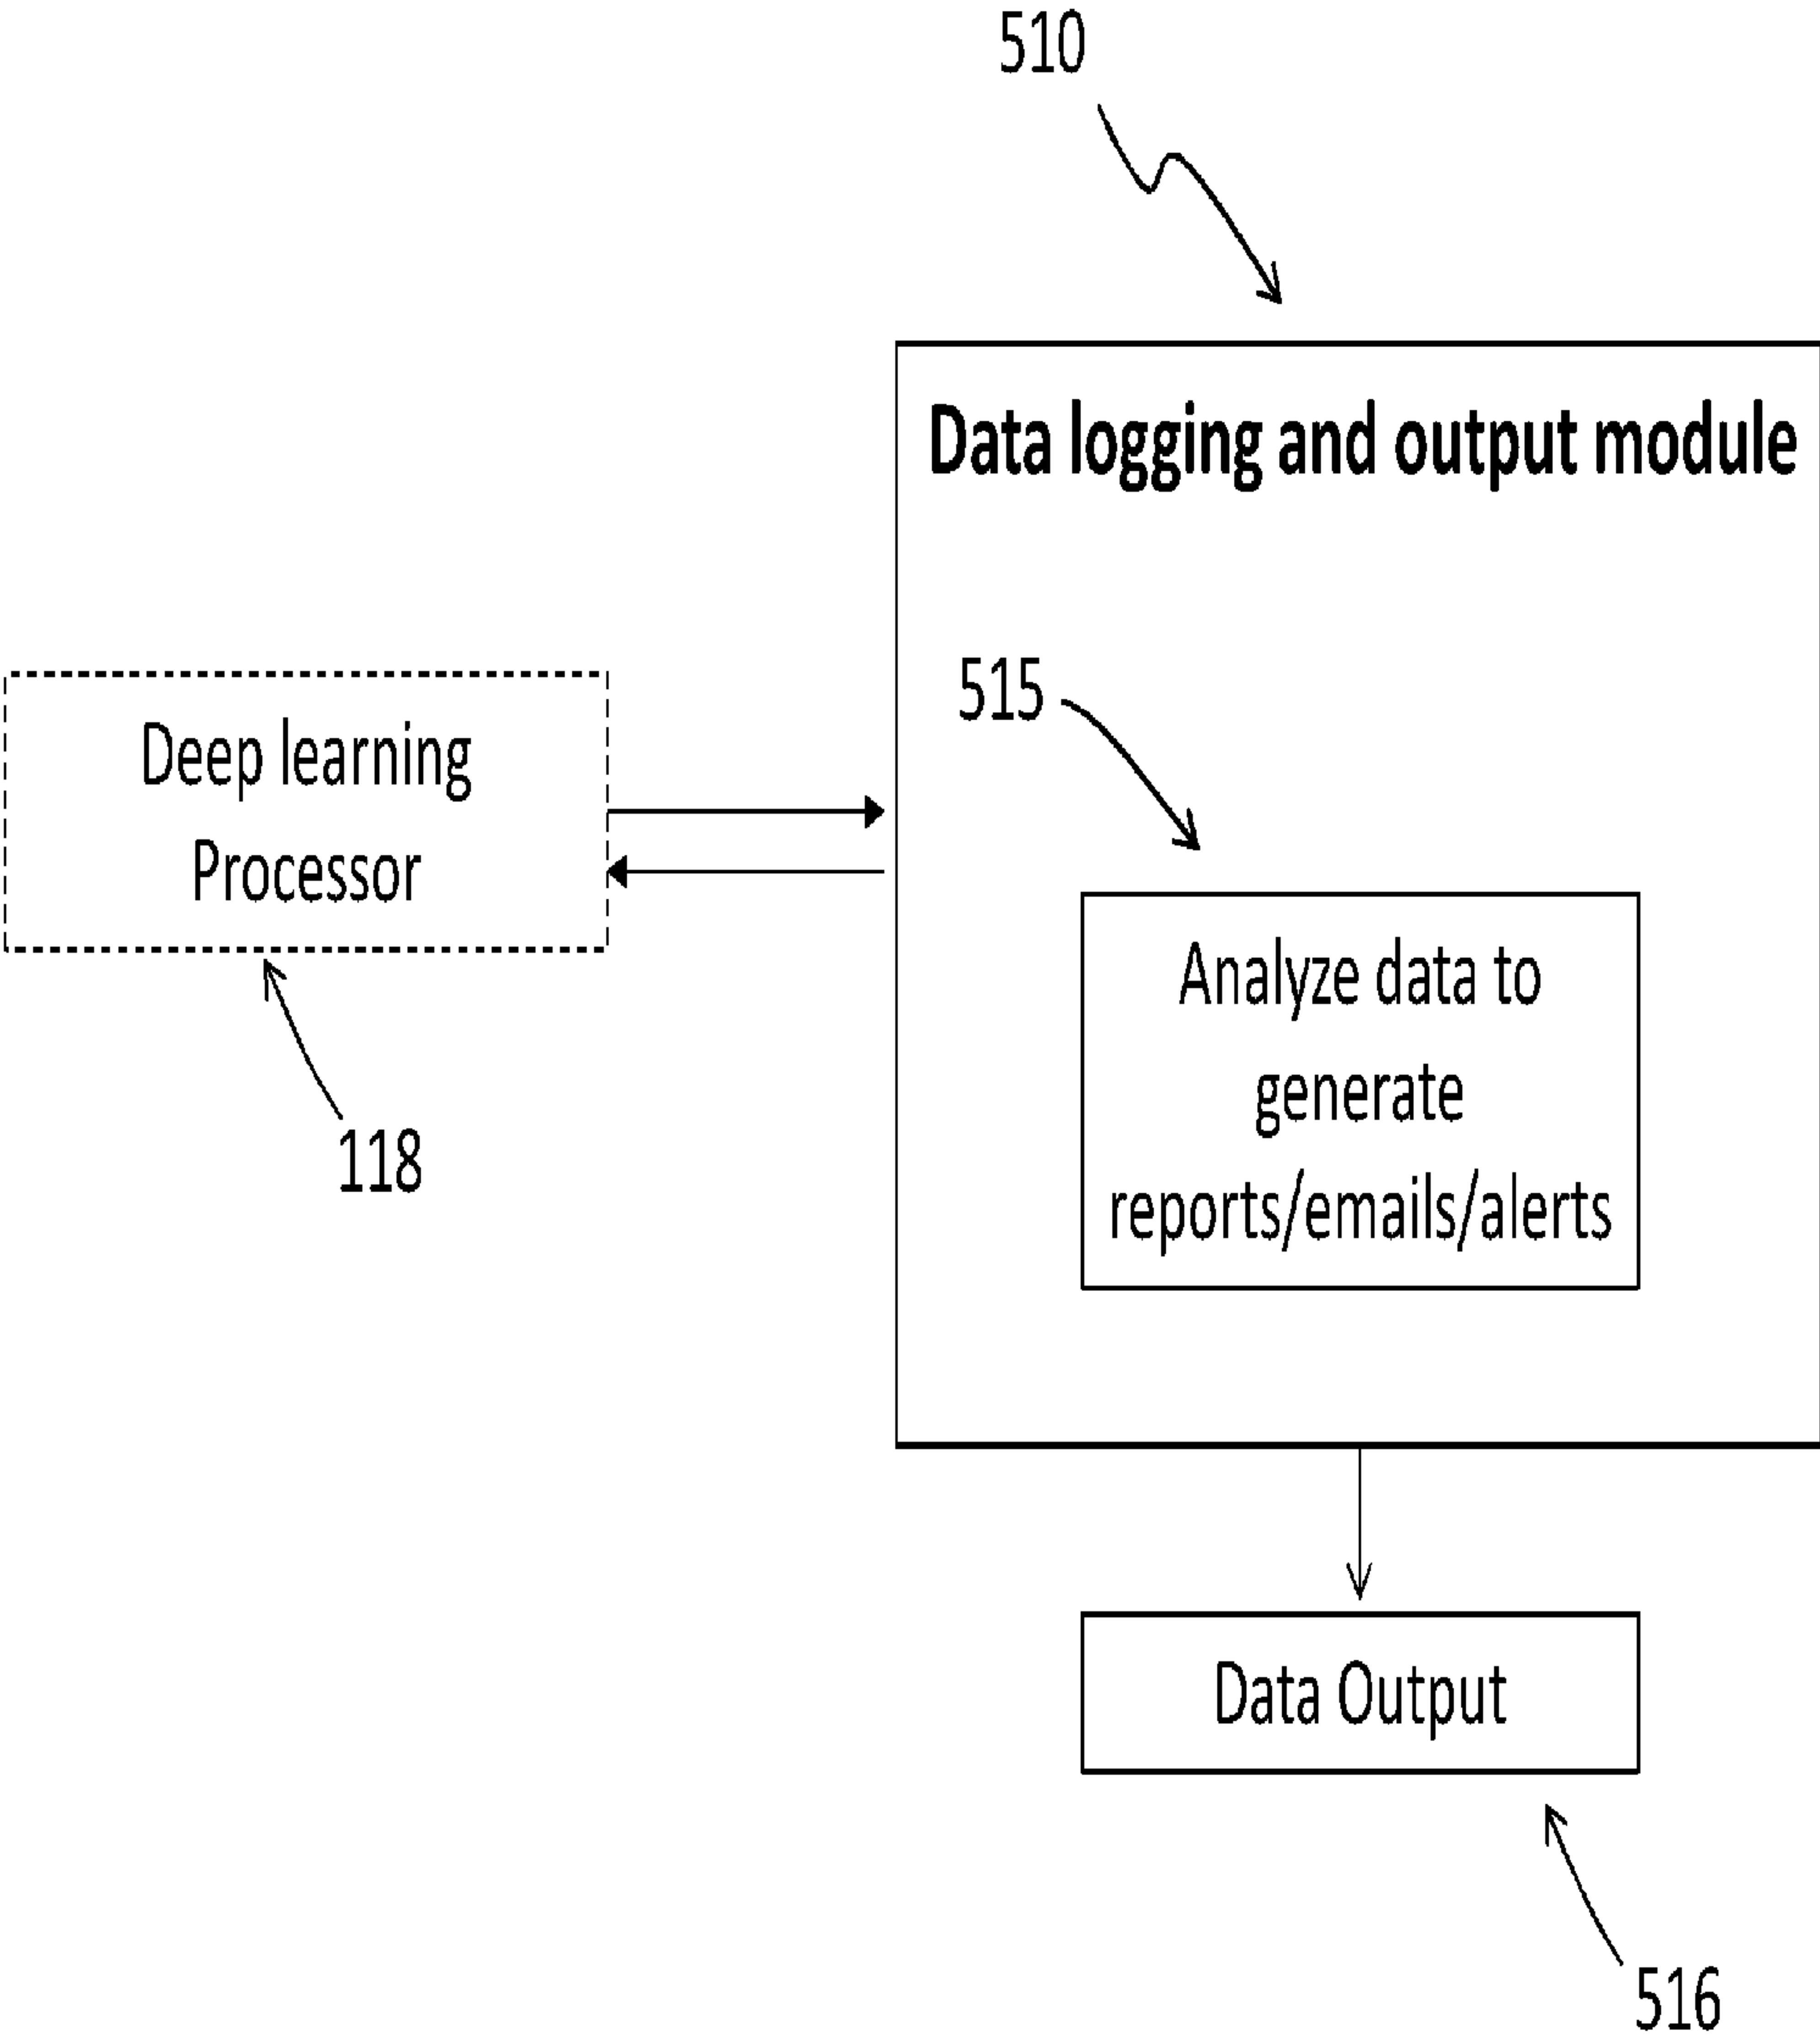 510
Data logging and output module
515
Deep learning
Processor
118
Analyze data to
generate
reports/emails/alerts
Data Output
516